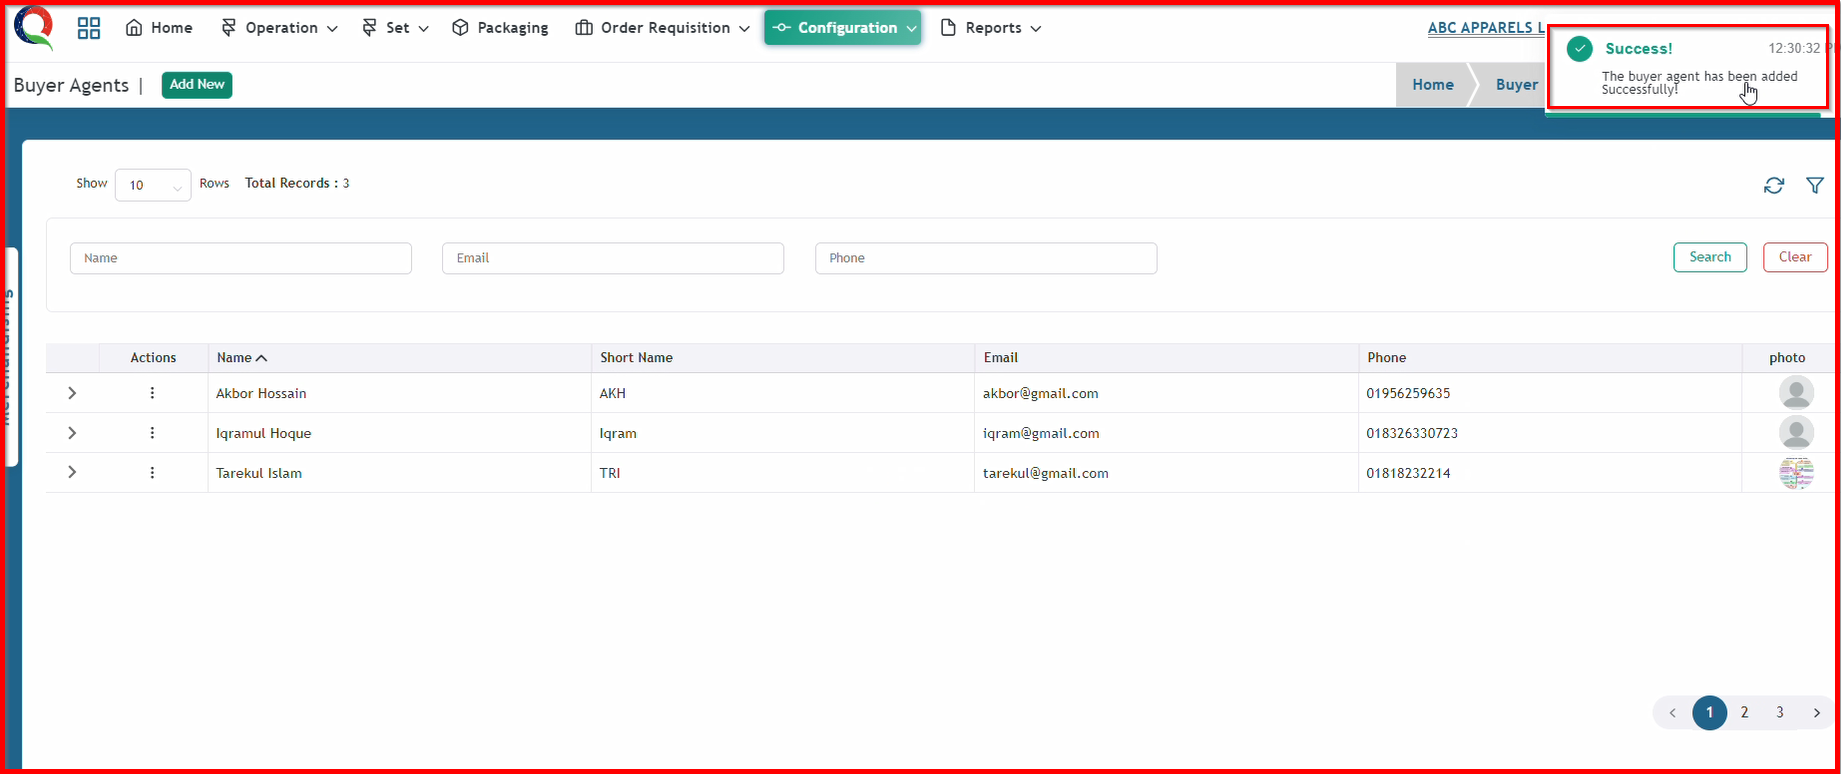 Home Operation Set Packaging Order Requisition Configuration Reports ABC APPARELS L
Success! 12:30:32
The buyer agent has been added
Successfully!
Buyer Agents | Add New Home Buyer
Show 10 Rows Total Records : 3
Name Email Phone Search Clear
Merchandising
Actions Name Short Name Email Phone photo
Akbor Hossain AKH akbor@gmail.com 01956259635
Iqramul Hoque Iqram iqram@gmail.com 018326330723
Tarekul Islam TRI tarekul@gmail.com 01818232214
1 2 3